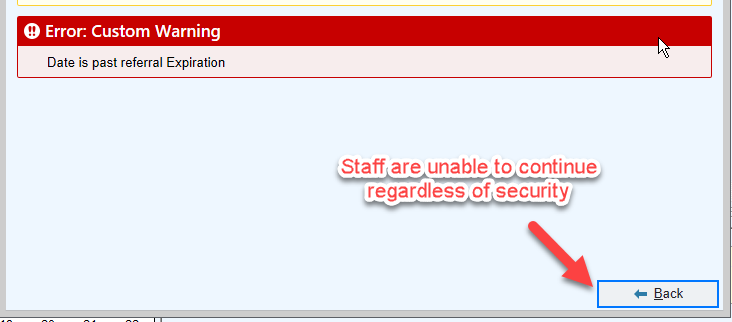 Error: Custom Warning
Date is past referral Expiration
Staff are unable to continue
regardless of security
Back